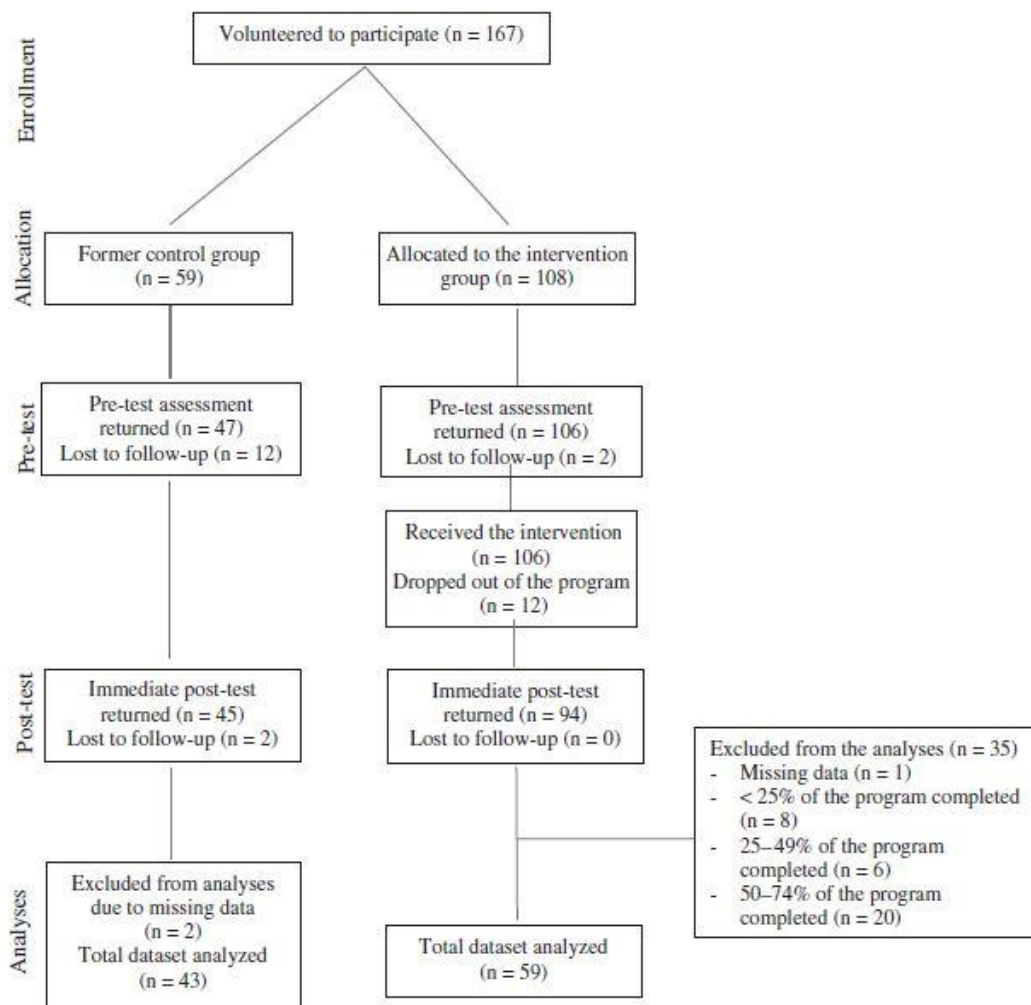 Enrollment
Volunteered to participate (n = 167)
Allocation
Former control group
(n = 59)
Allocated to the intervention
group (n = 108)
Pre-test
Pre-test assessment
returned (n = 47)
Lost to follow-up (n = 12)
Pre-test assessment
returned (n = 106)
Lost to follow-up (n = 2)
Received the intervention
(n = 106)
Dropped out of the program
(n = 12)
Post-test
Immediate post-test
returned (n = 45)
Lost to follow-up (n = 2)
Immediate post-test
returned (n = 94)
Lost to follow-up (n = 0)
Excluded from the analyses (n = 35)
- Missing data (n = 1)
- < 25% of the program completed
(n = 8)
- 25–49% of the program
completed (n = 6)
- 50–74% of the program
completed (n = 20)
Analyses
Excluded from analyses
due to missing data
(n = 2)
Total dataset analyzed
(n = 43)
Total dataset analyzed
(n = 59)